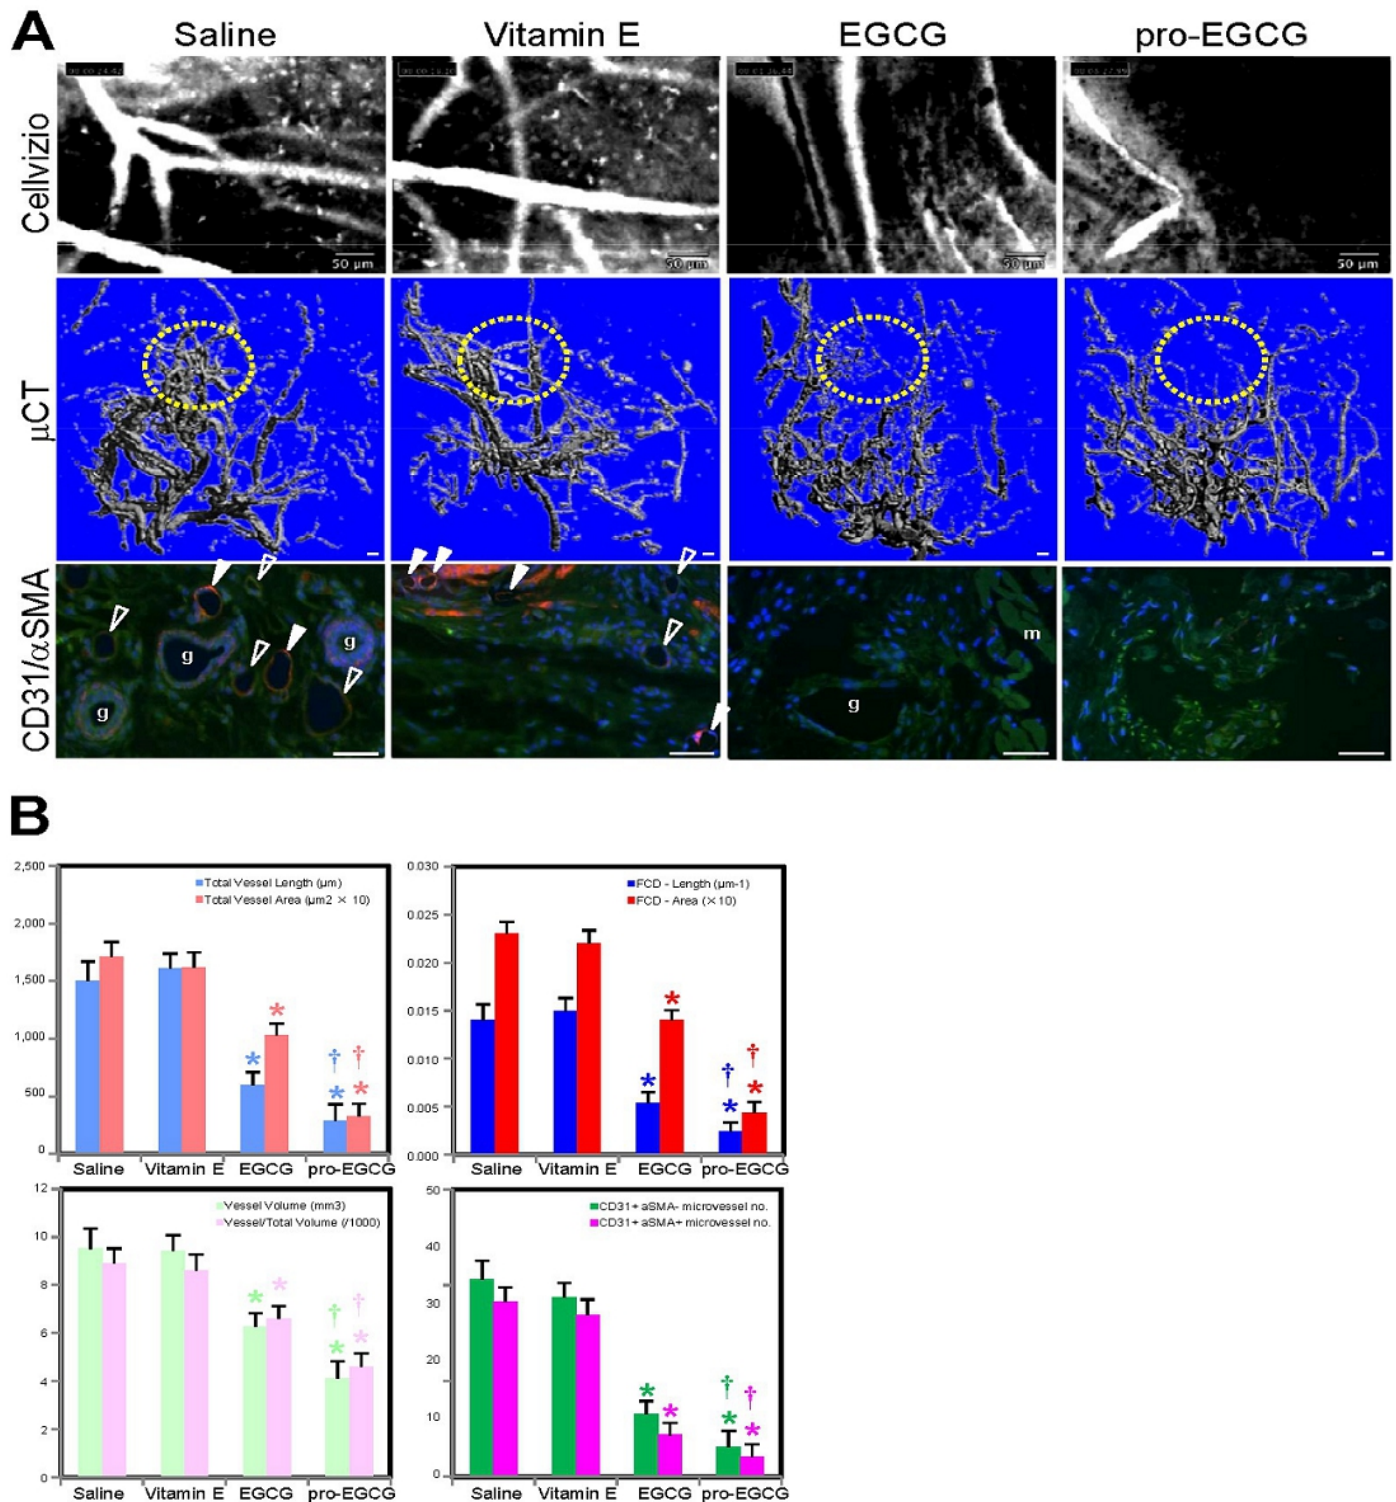 A
Saline Vitamin E EGCG pro-EGCG
Cellvizio
50 µm 50 µm 50 µm 50 µm
µCT
CD31/αSMA
g g g g m
B
2,500
2,000
1,500
1,000
500
0
Total Vessel Length (µm)
Total Vessel Area (µm2 × 10)
* * † * † *
Saline Vitamin E EGCG pro-EGCG
0.030
0.025
0.020
0.015
0.010
0.005
0.000
FCD - Length (µm-1)
FCD - Area (×10)
* * † * † *
Saline Vitamin E EGCG pro-EGCG
12
10
8
6
4
2
0
Vessel Volume (mm3)
Vessel/Total Volume (/1000)
* * † * † *
Saline Vitamin E EGCG pro-EGCG
50
40
30
20
10
0
CD31+ aSMA- microvessel no.
CD31+ aSMA+ microvessel no.
* * † * † *
Saline Vitamin E EGCG pro-EGCG